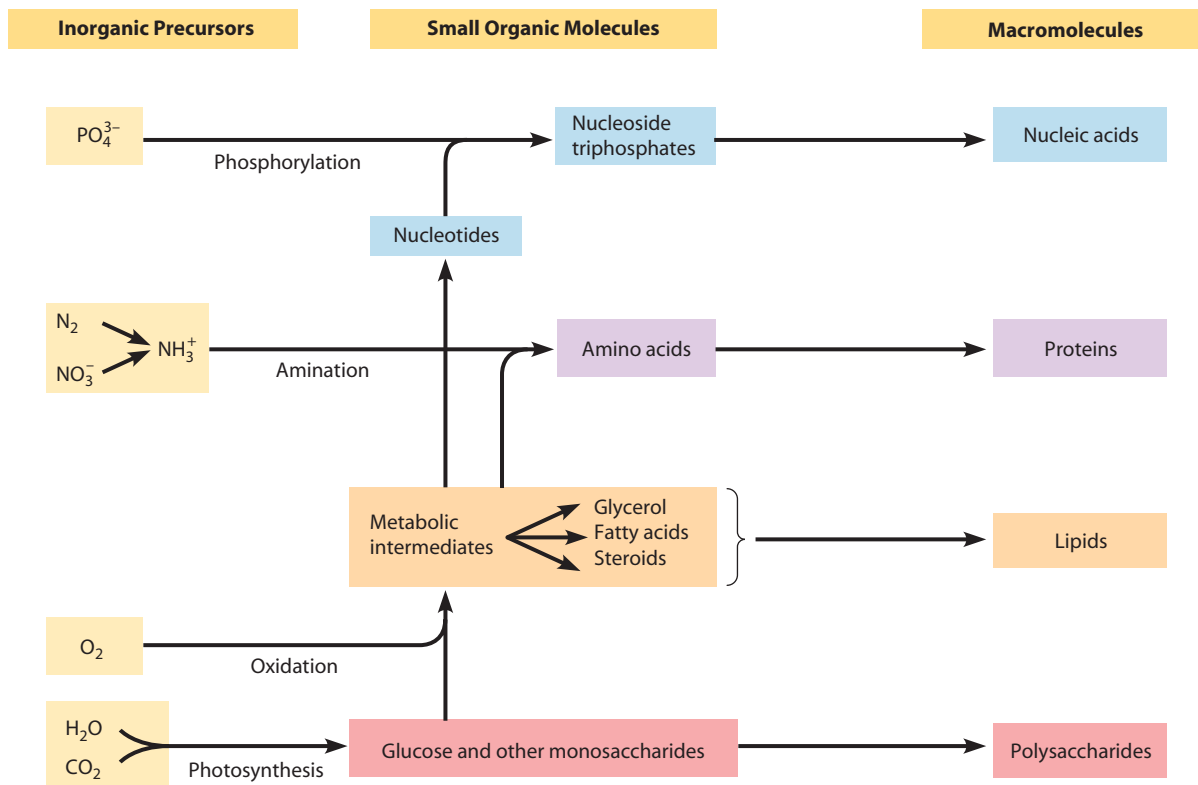 Inorganic Precursors
Small Organic Molecules
Macromolecules
PO₄³⁻
Phosphorylation
Nucleoside
triphosphates
Nucleic acids
Nucleotides
N₂
NO₃⁻
NH₃⁺
Amination
Amino acids
Proteins
Metabolic
intermediates
Glycerol
Fatty acids
Steroids
Lipids
O₂
Oxidation
H₂O
CO₂
Photosynthesis
Glucose and other monosaccharides
Polysaccharides